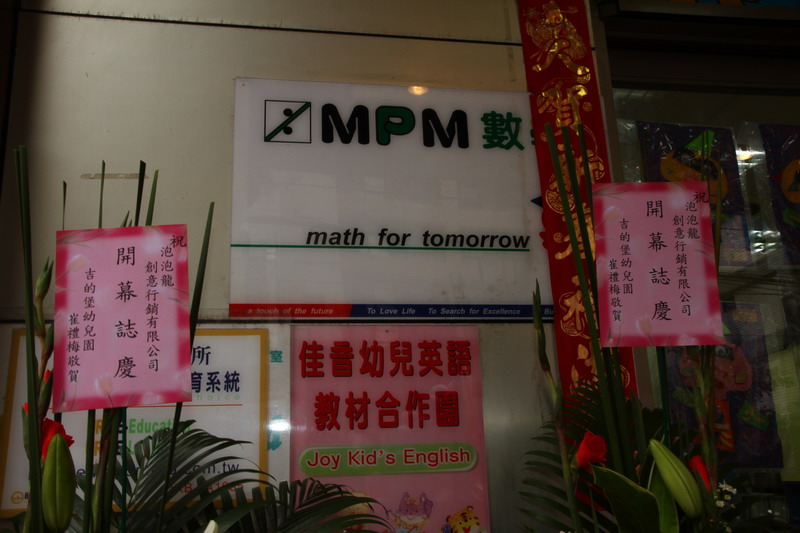 MPM 數
math for tomorrow
a touch of the future To Love Life To Search for Excellence
祝
泡泡龍
創意行銷有限公司
開幕誌慶
吉的堡幼兒園
崔禮梅敬賀
祝
泡泡龍
創意行銷有限公司
開幕誌慶
吉的堡幼兒園
崔禮梅敬賀
所
育系統
佳音幼兒英語
教材合作園
Joy Kid's English